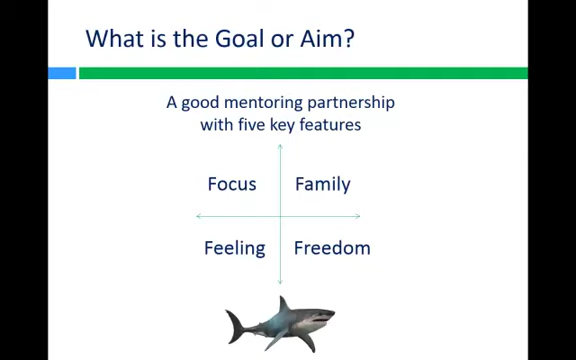 What is the Goal or Aim?
A good mentoring partnership
with five key features
Focus Family
Feeling Freedom